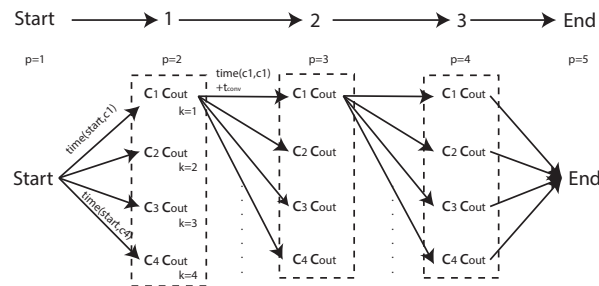 Start 1 2 3 End
p=1 p=2 p=3 p=4 p=5
time(c1,c1)
+tconv
C1 Cout C1 Cout C1 Cout
k=1
time(start,c1)
C2 Cout C2 Cout C2 Cout
k=2
Start End
C3 Cout C3 Cout C3 Cout
k=3
time(start,c4)
C4 Cout C4 Cout C4 Cout
k=4